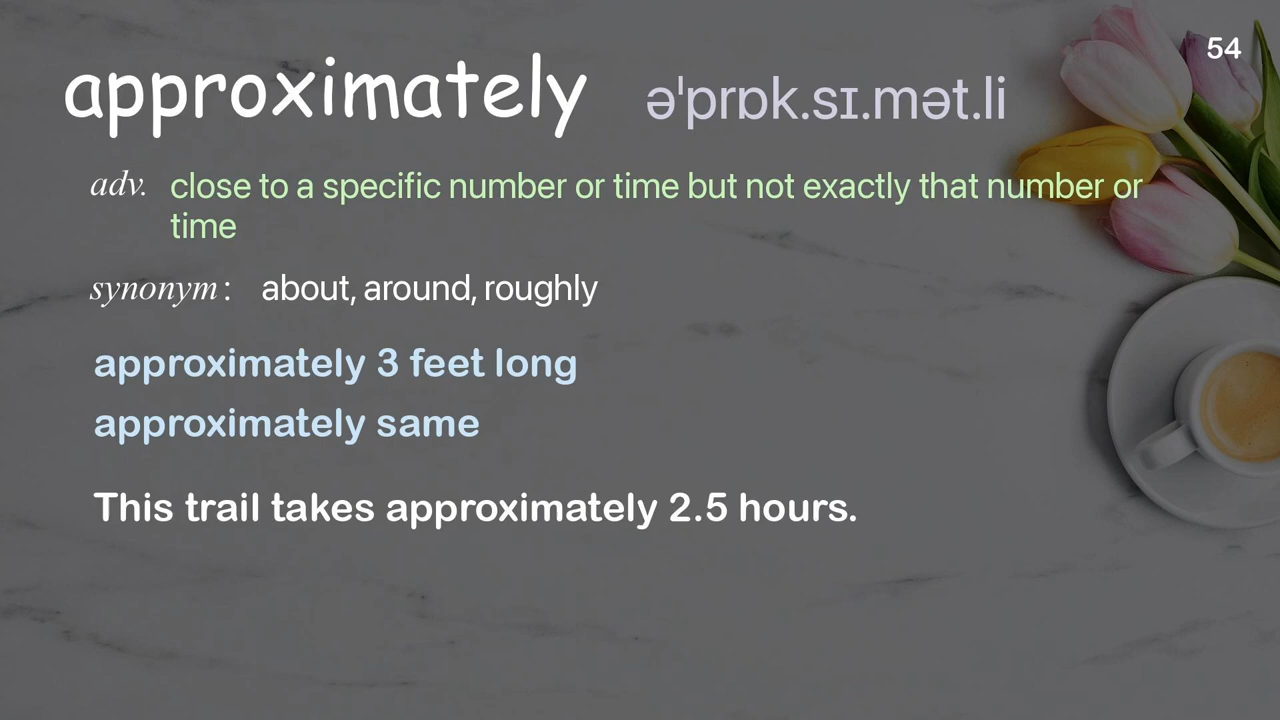 54
approximately əˈprɒk.sɪ.mət.li
adv. close to a specific number or time but not exactly that number or
time
synonym: about, around, roughly
approximately 3 feet long
approximately same
This trail takes approximately 2.5 hours.